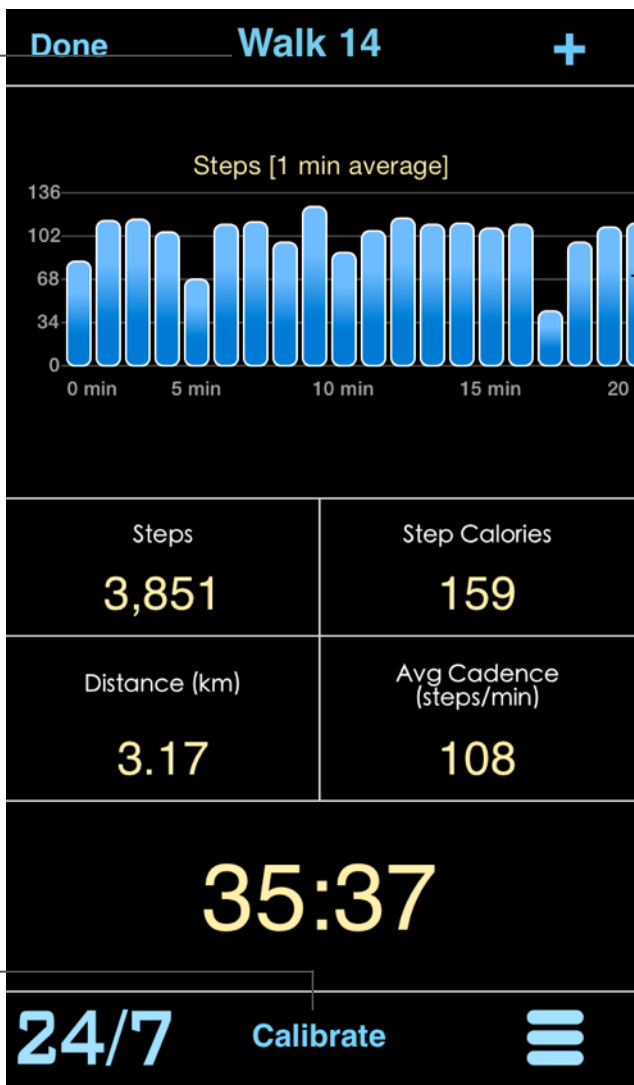 Done Walk 14 +
Steps [1 min average]
136
102
68
34
0
0 min 5 min 10 min 15 min 20
Steps Step Calories
3,851 159
Distance (km) Avg Cadence
(steps/min)
3.17 108
35:37
24/7 Calibrate